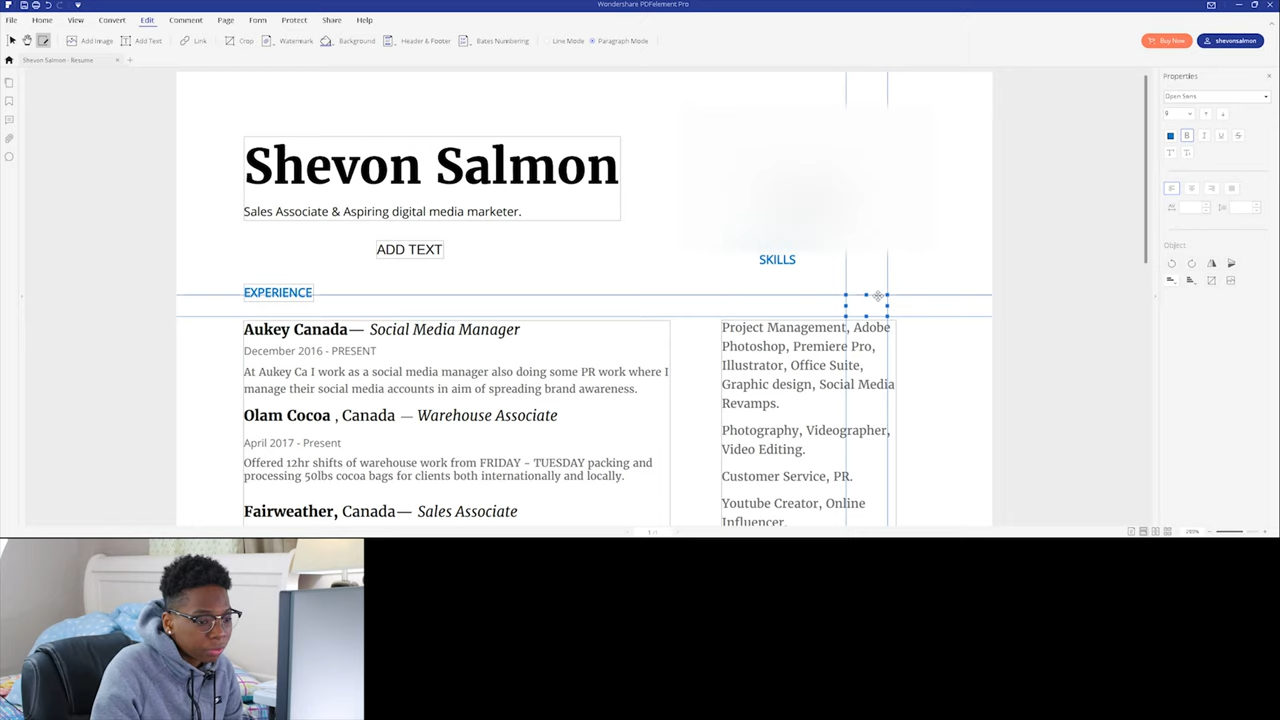 Wondershare PDFelement Pro
File Home View Convert Edit Comment Page Form Protect Share Help
Add Image Add Text Link Crop Watermark Background Header & Footer Bates Numbering Line Mode Paragraph Mode
Buy Now shevonsalmon
Shevon Salmon - Resume
Properties
Open Sans
9
Object
Shevon Salmon
Sales Associate & Aspiring digital media marketer.
ADD TEXT
SKILLS
EXPERIENCE
Aukey Canada— Social Media Manager
December 2016 - PRESENT
At Aukey Ca I work as a social media manager also doing some PR work where I
manage their social media accounts in aim of spreading brand awareness.
Olam Cocoa , Canada — Warehouse Associate
April 2017 - Present
Offered 12hr shifts of warehouse work from FRIDAY - TUESDAY packing and
processing 50lbs cocoa bags for clients both internationally and locally.
Fairweather, Canada— Sales Associate
Project Management, Adobe
Photoshop, Premiere Pro,
Illustrator, Office Suite,
Graphic design, Social Media
Revamps.
Photography, Videographer,
Video Editing.
Customer Service, PR.
Youtube Creator, Online
Influencer.